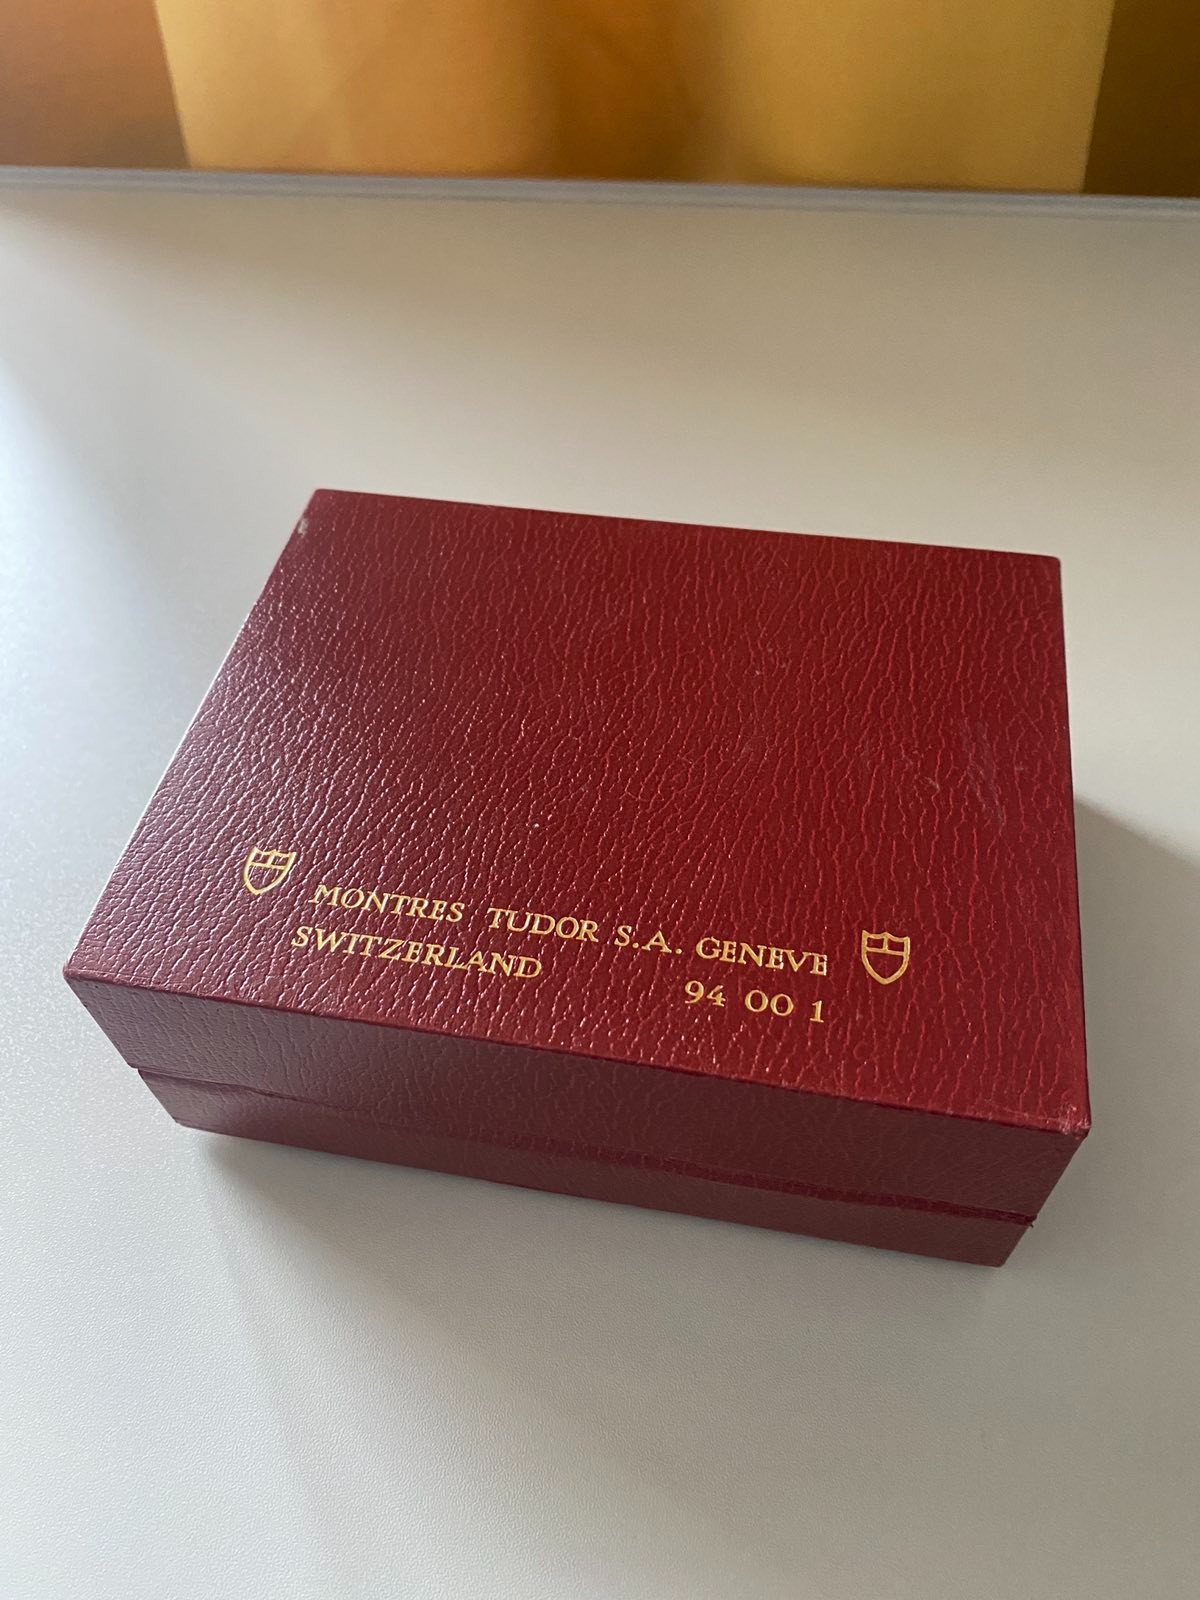 MONTRES TUDOR S.A. GENEVE
SWITZERLAND 94 00 1